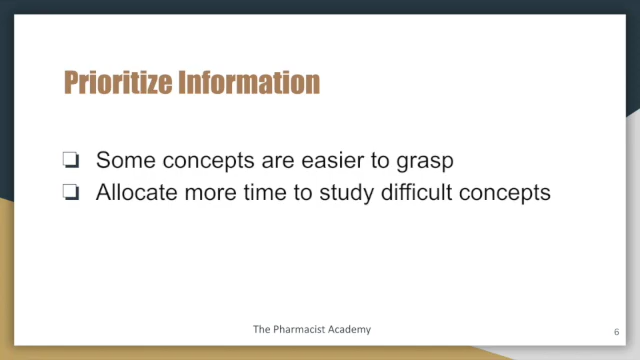 Prioritize Information
❏ Some concepts are easier to grasp
❏ Allocate more time to study difficult concepts
The Pharmacist Academy
6